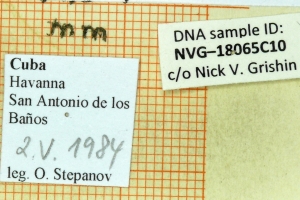 mm
Cuba
Havanna
San Antonio de los
Baños
2. V. 1984
leg. O. Stepanov
DNA sample ID:
NVG–18065C10
c/o Nick V. Grishin